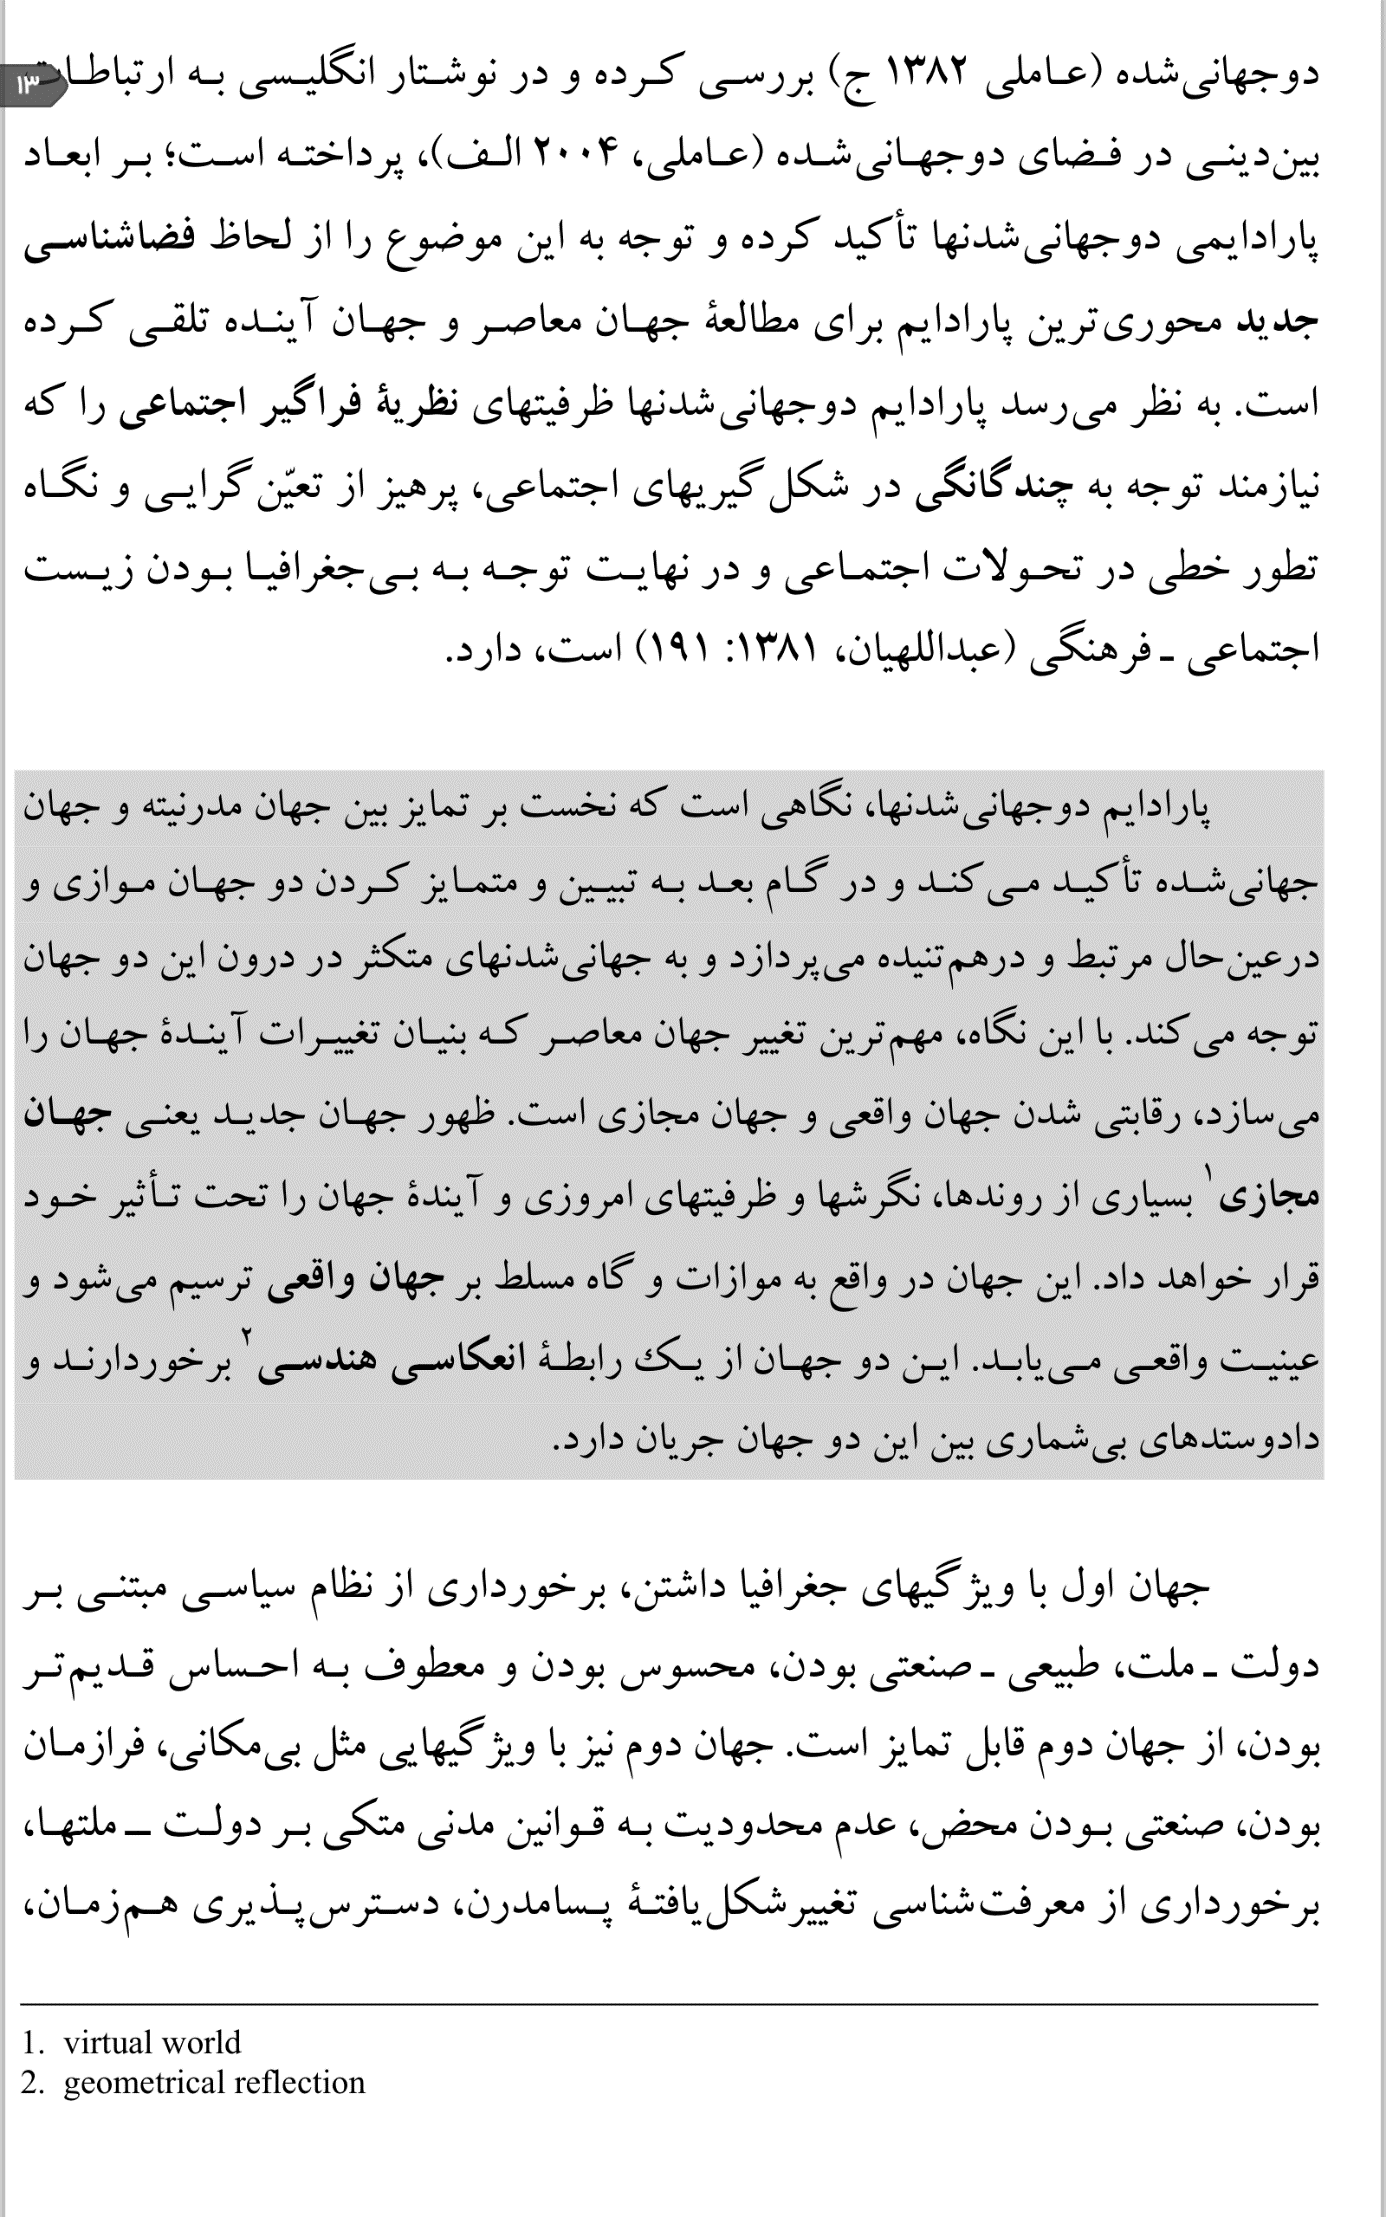 ۱۳
دوجهانی‌شده (عاملی ۱۳۸۲ ج) بررسی کرده و در نوشتار انگلیسی به ارتباطات
بین‌دینی در فضای دوجهانی‌شده (عاملی، ۲۰۰۴ الف)، پرداخته است؛ بر ابعاد
پارادایمی دوجهانی‌شدنها تأکید کرده و توجه به این موضوع را از لحاظ فضاشناسی
جدید محوری‌ترین پارادایم برای مطالعهٔ جهان معاصر و جهان آینده تلقی کرده
است. به نظر می‌رسد پارادایم دوجهانی‌شدنها ظرفیتهای نظریهٔ فراگیر اجتماعی را که
نیازمند توجه به چندگانگی در شکل‌گیریهای اجتماعی، پرهیز از تعیّن‌گرایی و نگاه
تطور خطی در تحولات اجتماعی و در نهایت توجه به بی‌جغرافیا بودن زیست
اجتماعی ـ فرهنگی (عبداللهیان، ۱۳۸۱: ۱۹۱) است، دارد.
پارادایم دوجهانی‌شدنها، نگاهی است که نخست بر تمایز بین جهان مدرنیته و جهان
جهانی‌شده تأکید می‌کند و در گام بعد به تبیین و متمایز کردن دو جهان موازی و
درعین‌حال مرتبط و درهم‌تنیده می‌پردازد و به جهانی‌شدنهای متکثر در درون این دو جهان
توجه می‌کند. با این نگاه، مهم‌ترین تغییر جهان معاصر که بنیان تغییرات آیندهٔ جهان را
می‌سازد، رقابتی شدن جهان واقعی و جهان مجازی است. ظهور جهان جدید یعنی جهان
مجازی۱ بسیاری از روندها، نگرشها و ظرفیتهای امروزی و آیندهٔ جهان را تحت تأثیر خود
قرار خواهد داد. این جهان در واقع به موازات و گاه مسلط بر جهان واقعی ترسیم می‌شود و
عینیت واقعی می‌یابد. این دو جهان از یک رابطهٔ انعکاسی هندسی۲ برخوردارند و
دادوستدهای بی‌شماری بین این دو جهان جریان دارد.
جهان اول با ویژگیهای جغرافیا داشتن، برخورداری از نظام سیاسی مبتنی بر
دولت ـ ملت، طبیعی ـ صنعتی بودن، محسوس بودن و معطوف به احساس قدیم‌تر
بودن، از جهان دوم قابل تمایز است. جهان دوم نیز با ویژگیهایی مثل بی‌مکانی، فرازمان
بودن، صنعتی بودن محض، عدم محدودیت به قوانین مدنی متکی بر دولت ـ ملتها،
برخورداری از معرفت‌شناسی تغییرشکل‌یافتهٔ پسامدرن، دسترس‌پذیری هم‌زمان،
1. virtual world
2. geometrical reflection